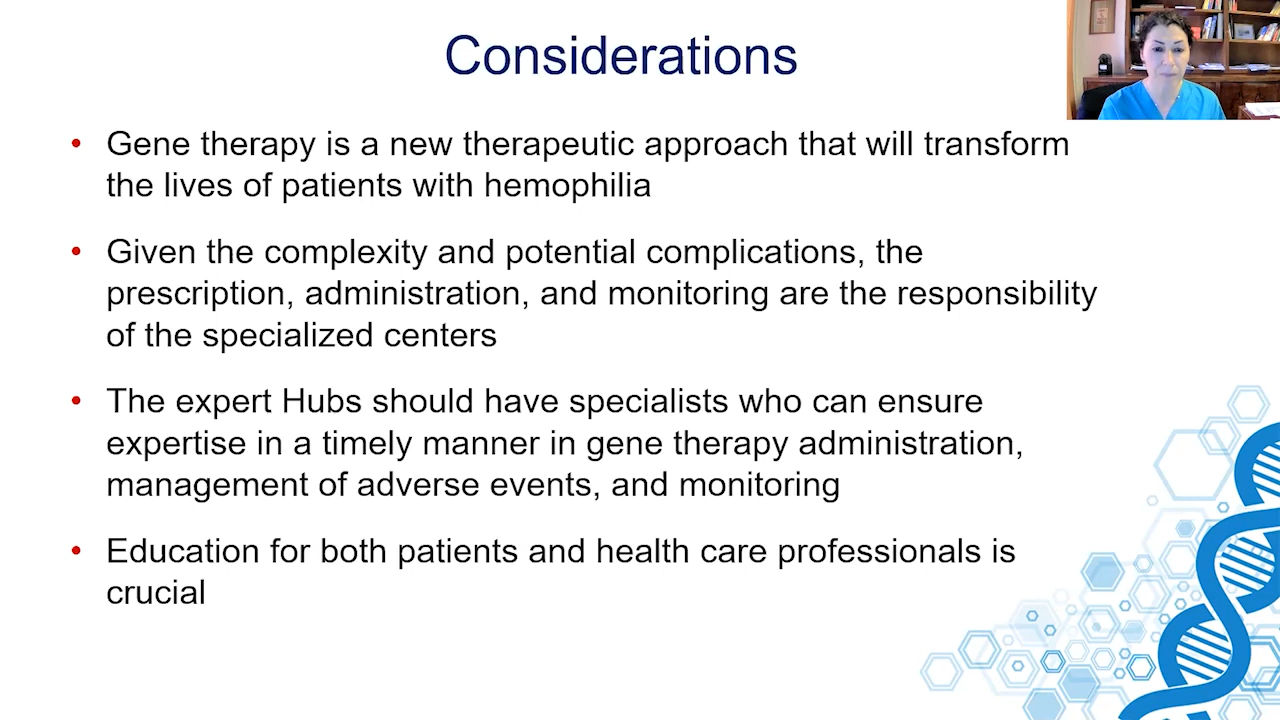 Considerations
• Gene therapy is a new therapeutic approach that will transform
the lives of patients with hemophilia
• Given the complexity and potential complications, the
prescription, administration, and monitoring are the responsibility
of the specialized centers
• The expert Hubs should have specialists who can ensure
expertise in a timely manner in gene therapy administration,
management of adverse events, and monitoring
• Education for both patients and health care professionals is
crucial